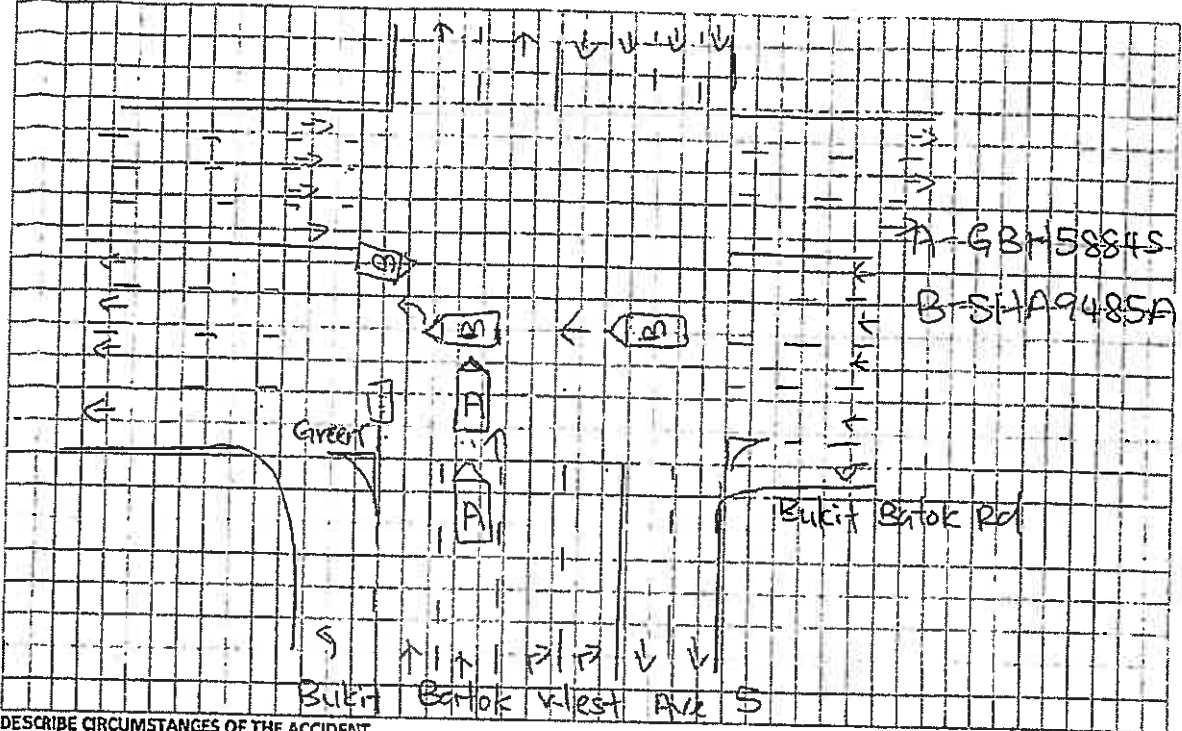 B
A - GBH5884S
B - SHA9485A
B
B
A
Green
A
Bukit Batok Rd
Bukit Batok West Ave 5
DESCRIBE CIRCUMSTANCES OF THE ACCIDENT